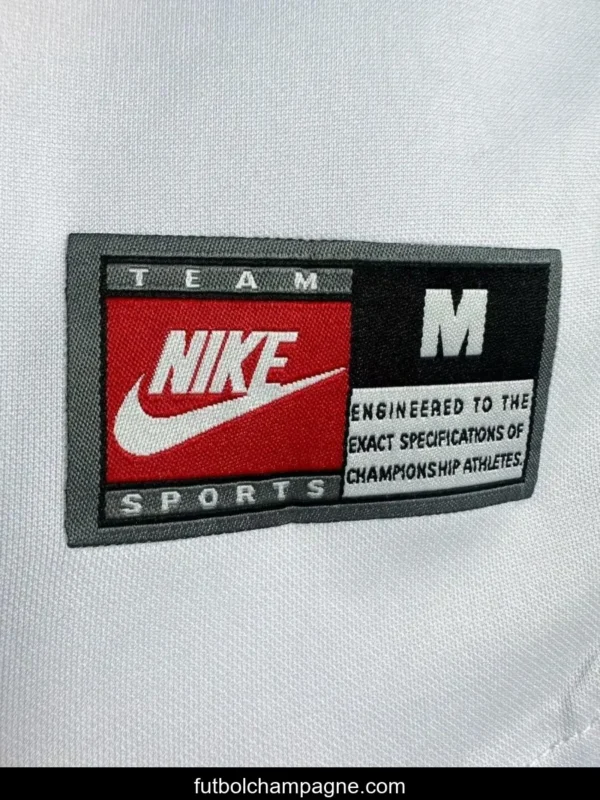 TEAM
NIKE
SPORTS
M
ENGINEERED TO THE
EXACT SPECIFICATIONS OF
CHAMPIONSHIP ATHLETES.
futbolchampagne.com